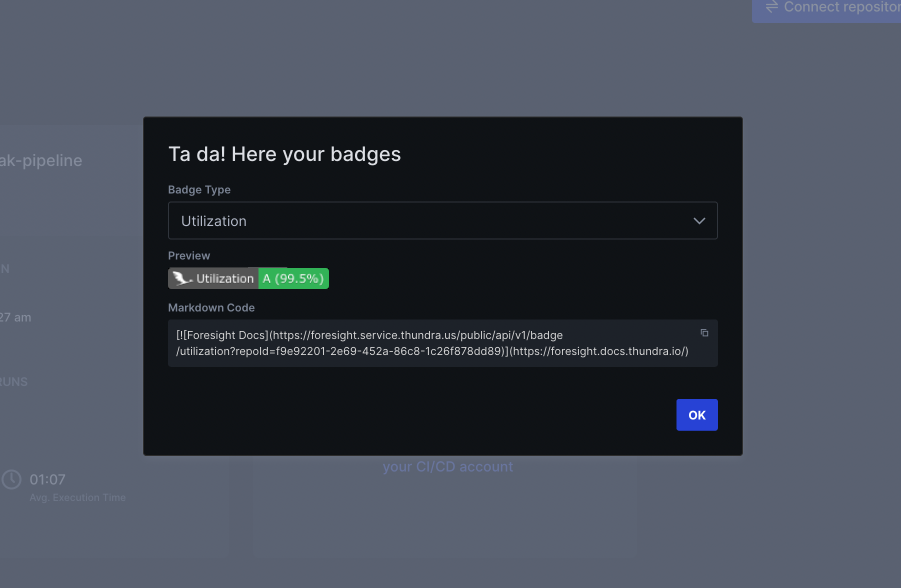 Connect repositor
ak-pipeline
Ta da! Here your badges
Badge Type
Utilization
Preview
Utilization A (99.5%)
Markdown Code
[![Foresight Docs](https://foresight.service.thundra.us/public/api/v1/badge
/utilization?repoId=f9e92201-2e69-452a-86c8-1c26f878dd89)](https://foresight.docs.thundra.io/)
OK
N
27 am
RUNS
your CI/CD account
01:07
Avg. Execution Time